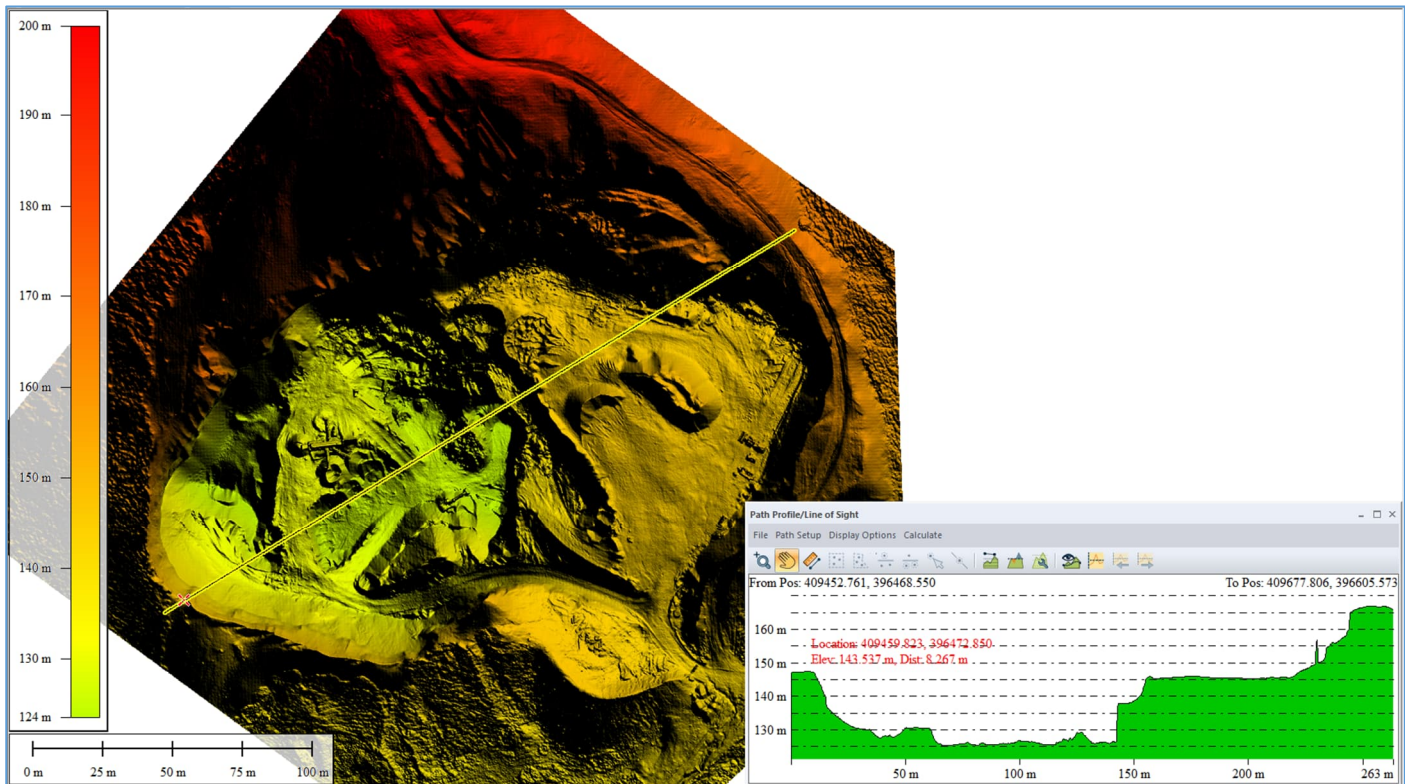 200 m
190 m
180 m
170 m
160 m
150 m
140 m
130 m
124 m
0 m 25 m 50 m 75 m 100 m
Path Profile/Line of Sight
File Path Setup Display Options Calculate
From Pos: 409452.761, 396468.550 To Pos: 409677.806, 396605.573
160 m
150 m
140 m
130 m
Location: 409459.823, 396472.850
Elev: 143.537 m, Dist: 8.267 m
50 m 100 m 150 m 200 m 263 m